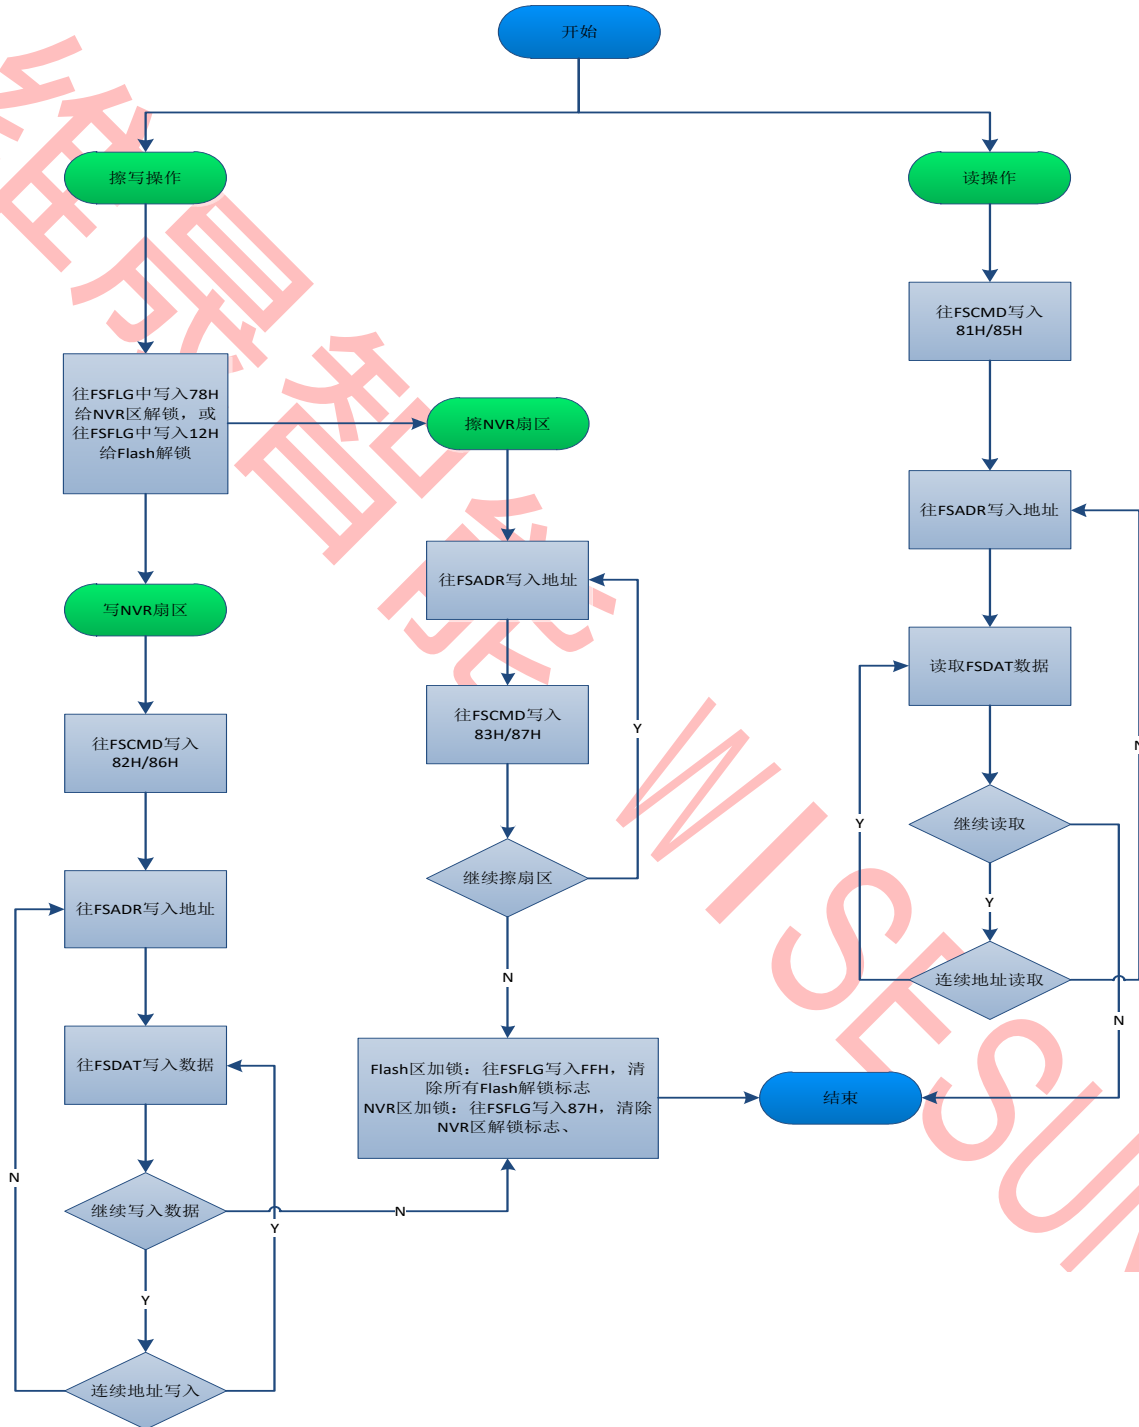 开始
擦写操作
读操作
往FSCMD写入
81H/85H
往FSFLG中写入78H
给NVR区解锁，或
往FSFLG中写入12H
给Flash解锁
擦NVR扇区
往FSADR写入地址
往FSADR写入地址
写NVR扇区
读取FSDAT数据
往FSCMD写入
83H/87H
Y
N
往FSCMD写入
82H/86H
继续读取
Y
继续擦扇区
Y
往FSADR写入地址
N
连续地址读取
N
往FSDAT写入数据
Flash区加锁：往FSFLG写入FFH，清
除所有Flash解锁标志
NVR区加锁：往FSFLG写入87H，清除
NVR区解锁标志、
结束
N
继续写入数据
N
Y
Y
连续地址写入
维晟智能 WISESUN